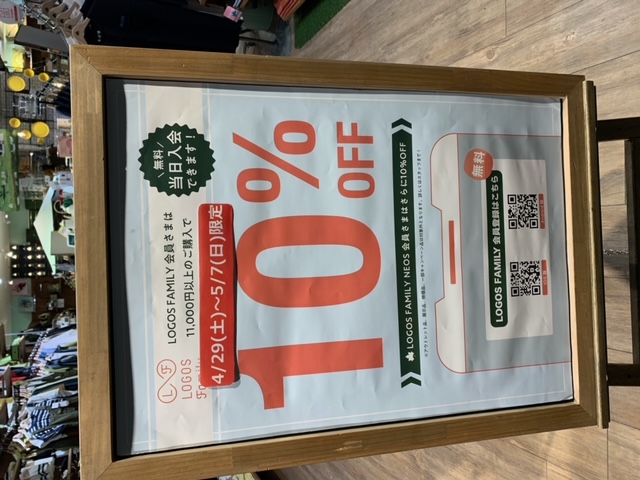 LOGOS
Family
LOGOS FAMILY 会員さまは
11,000円以上のご購入で
無料
当日入会
できます！
4/29(土)～5/7(日)限定
10%
OFF
LOGOS FAMILY NEOS 会員さまはさらに10%OFF
無料
LOGOS FAMILY 会員登録はこちら